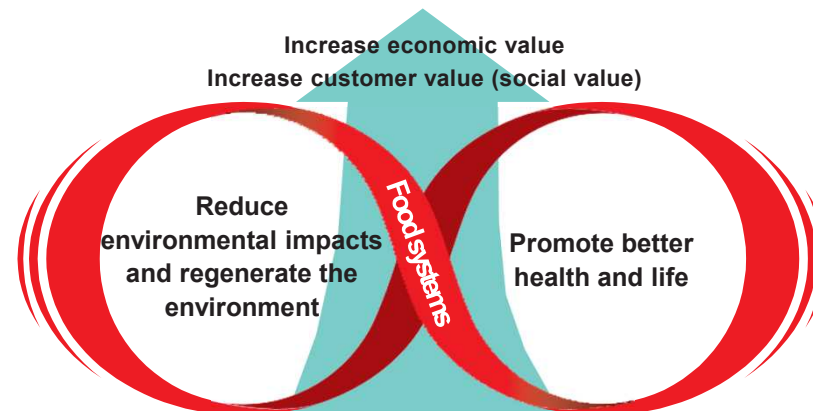 Increase economic value
Increase customer value (social value)
Food systems
Reduce
environmental impacts
and regenerate the
environment
Promote better
health and life